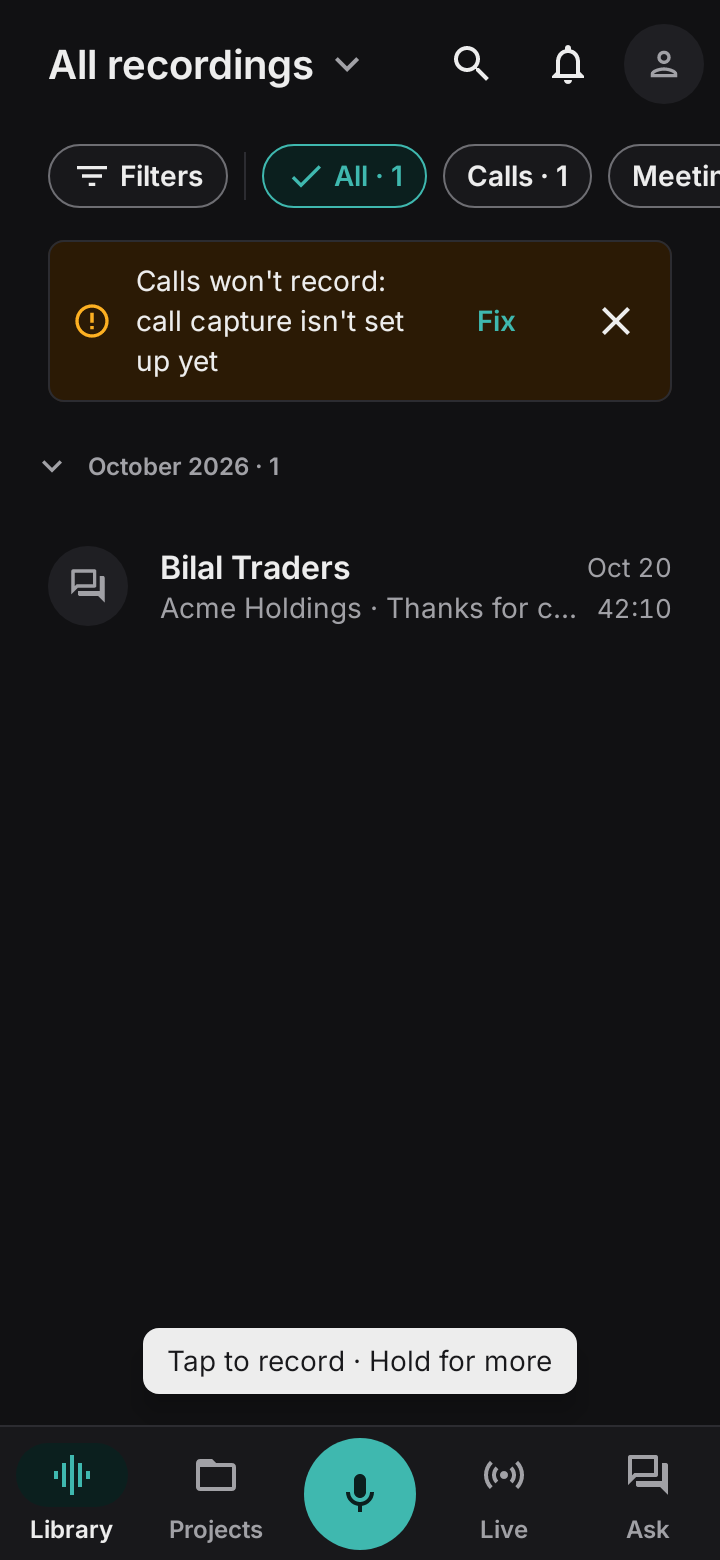 All recordings
Filters
All · 1
Calls · 1
Meetin
Calls won't record:
call capture isn't set
up yet
Fix
October 2026 · 1
Bilal Traders
Oct 20
Acme Holdings · Thanks for c...
42:10
Tap to record · Hold for more
Library
Projects
Live
Ask